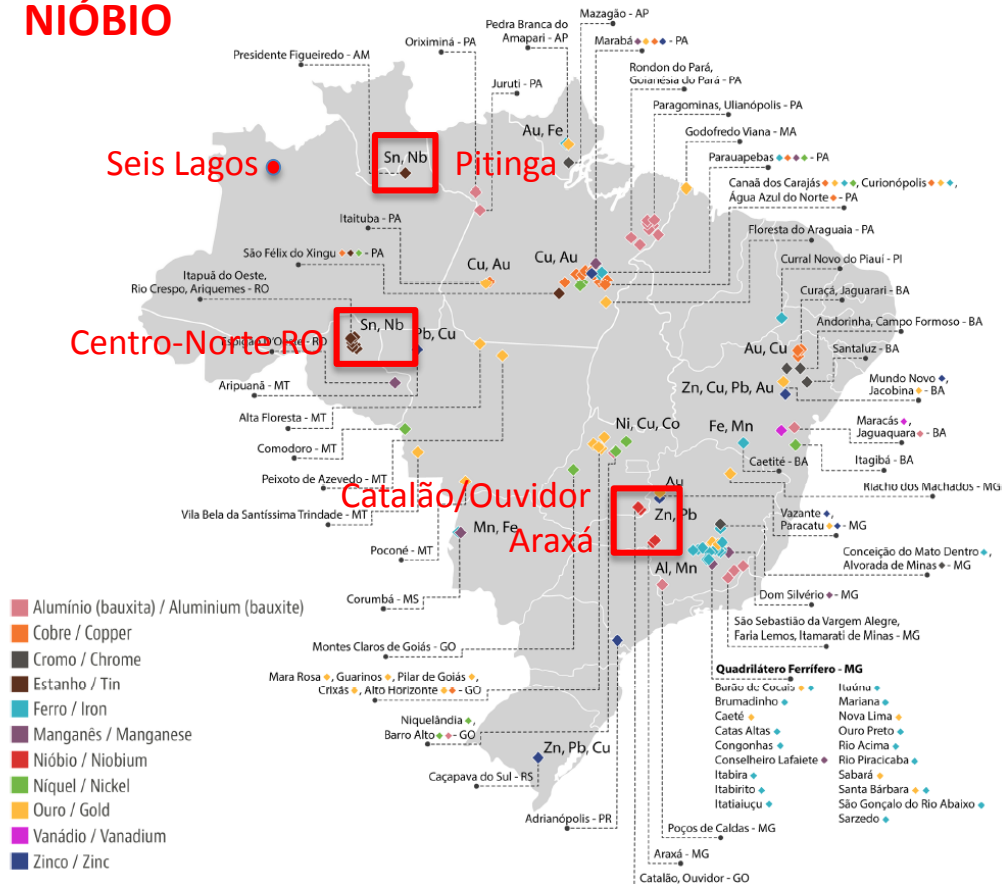 NIÓBIO
Mazagão - AP
Pedra Branca do
Amapari - AP
Oriximiná - PA
Marabá - PA
Presidente Figueiredo - AM
Rondon do Pará,
Goianésia do Pará - PA
Juruti - PA
Paragominas, Ulianópolis - PA
Au, Fe
Godofredo Viana - MA
Seis Lagos
Sn, Nb
Pitinga
Parauapebas - PA
Canaã dos Carajás, Curionópolis,
Água Azul do Norte - PA
Itaituba - PA
Floresta do Araguaia - PA
São Félix do Xingu - PA
Cu, Au
Cu, Au
Curral Novo do Piauí - PI
Itapuã do Oeste,
Rio Crespo, Ariquemes - RO
Curaçá, Jaguarari - BA
Sn, Nb
Andorinha, Campo Formoso - BA
Centro-Norte RO
Espigão D'Oeste - RO
Pb, Cu
Au, Cu
Santaluz - BA
Aripuanã - MT
Zn, Cu, Pb, Au
Mundo Novo,
Jacobina - BA
Alta Floresta - MT
Ni, Cu, Co
Fe, Mn
Maracás,
Jaguaquara - BA
Comodoro - MT
Caetité - BA
Itagibá - BA
Peixoto de Azevedo - MT
Catalão/Ouvidor
Au
Riacho dos Machados - MG
Vila Bela da Santíssima Trindade - MT
Zn, Pb
Vazante,
Paracatu - MG
Mn, Fe
Araxá
Poconé - MT
Al, Mn
Conceição do Mato Dentro,
Alvorada de Minas - MG
Corumbá - MS
Dom Silvério - MG
São Sebastião da Vargem Alegre,
Faria Lemos, Itamarati de Minas - MG
Montes Claros de Goiás - GO
Mara Rosa, Guarinos, Pilar de Goiás,
Crixás, Alto Horizonte - GO
Niquelândia,
Barro Alto - GO
Zn, Pb, Cu
Caçapava do Sul - RS
Adrianópolis - PR
Poços de Caldas - MG
Araxá - MG
Catalão, Ouvidor - GO
Quadrilátero Ferrífero - MG
Barão de Cocais
Brumadinho
Caeté
Catas Altas
Congonhas
Conselheiro Lafaiete
Itabira
Itabirito
Itatiaiuçu
Itaúna
Mariana
Nova Lima
Ouro Preto
Rio Acima
Rio Piracicaba
Sabará
Santa Bárbara
São Gonçalo do Rio Abaixo
Sarzedo
Alumínio (bauxita) / Aluminium (bauxite)
Cobre / Copper
Cromo / Chrome
Estanho / Tin
Ferro / Iron
Manganês / Manganese
Nióbio / Niobium
Níquel / Nickel
Ouro / Gold
Vanádio / Vanadium
Zinco / Zinc